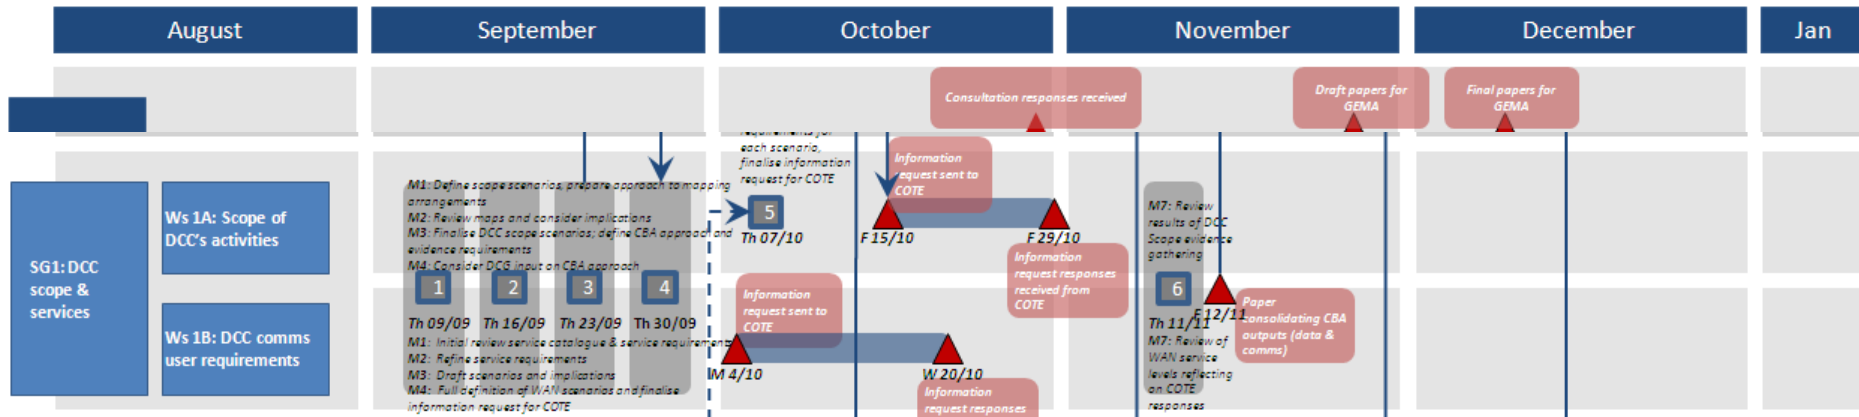 August
September
October
November
December
Jan
Consultation responses received
Draft papers for
GEMA
Final papers for
GEMA
each scenario,
finalise information
request for COTE
Information
request sent to
COTE
SG1: DCC
scope &
services
Ws 1A: Scope of
DCC's activities
Ws 1B: DCC comms
user requirements
M1: Define scope scenarios, prepare approach to mapping
arrangements
M2: Review maps and consider implications
M3: Finalise DCC scope scenarios; define CBA approach and
evidence requirements
M4: Consider DCG input on CBA approach
1
2
3
4
Th 09/09
Th 16/09
Th 23/09
Th 30/09
M1: Initial review service catalogue & service requirements
M2: Refine service requirements
M3: Draft scenarios and implications
M4: Full definition of WAN scenarios and finalise
information request for COTE
5
Th 07/10
F 15/10
F 29/10
Information
request responses
received from
COTE
Information
request sent to
COTE
M 4/10
W 20/10
Information
request responses
M7: Review
results of DCC
Scope evidence
gathering
6
Th 11/11
F 12/11
M7: Review of
WAN service
levels reflecting
on COTE
responses
Paper
consolidating CBA
outputs (data &
comms)